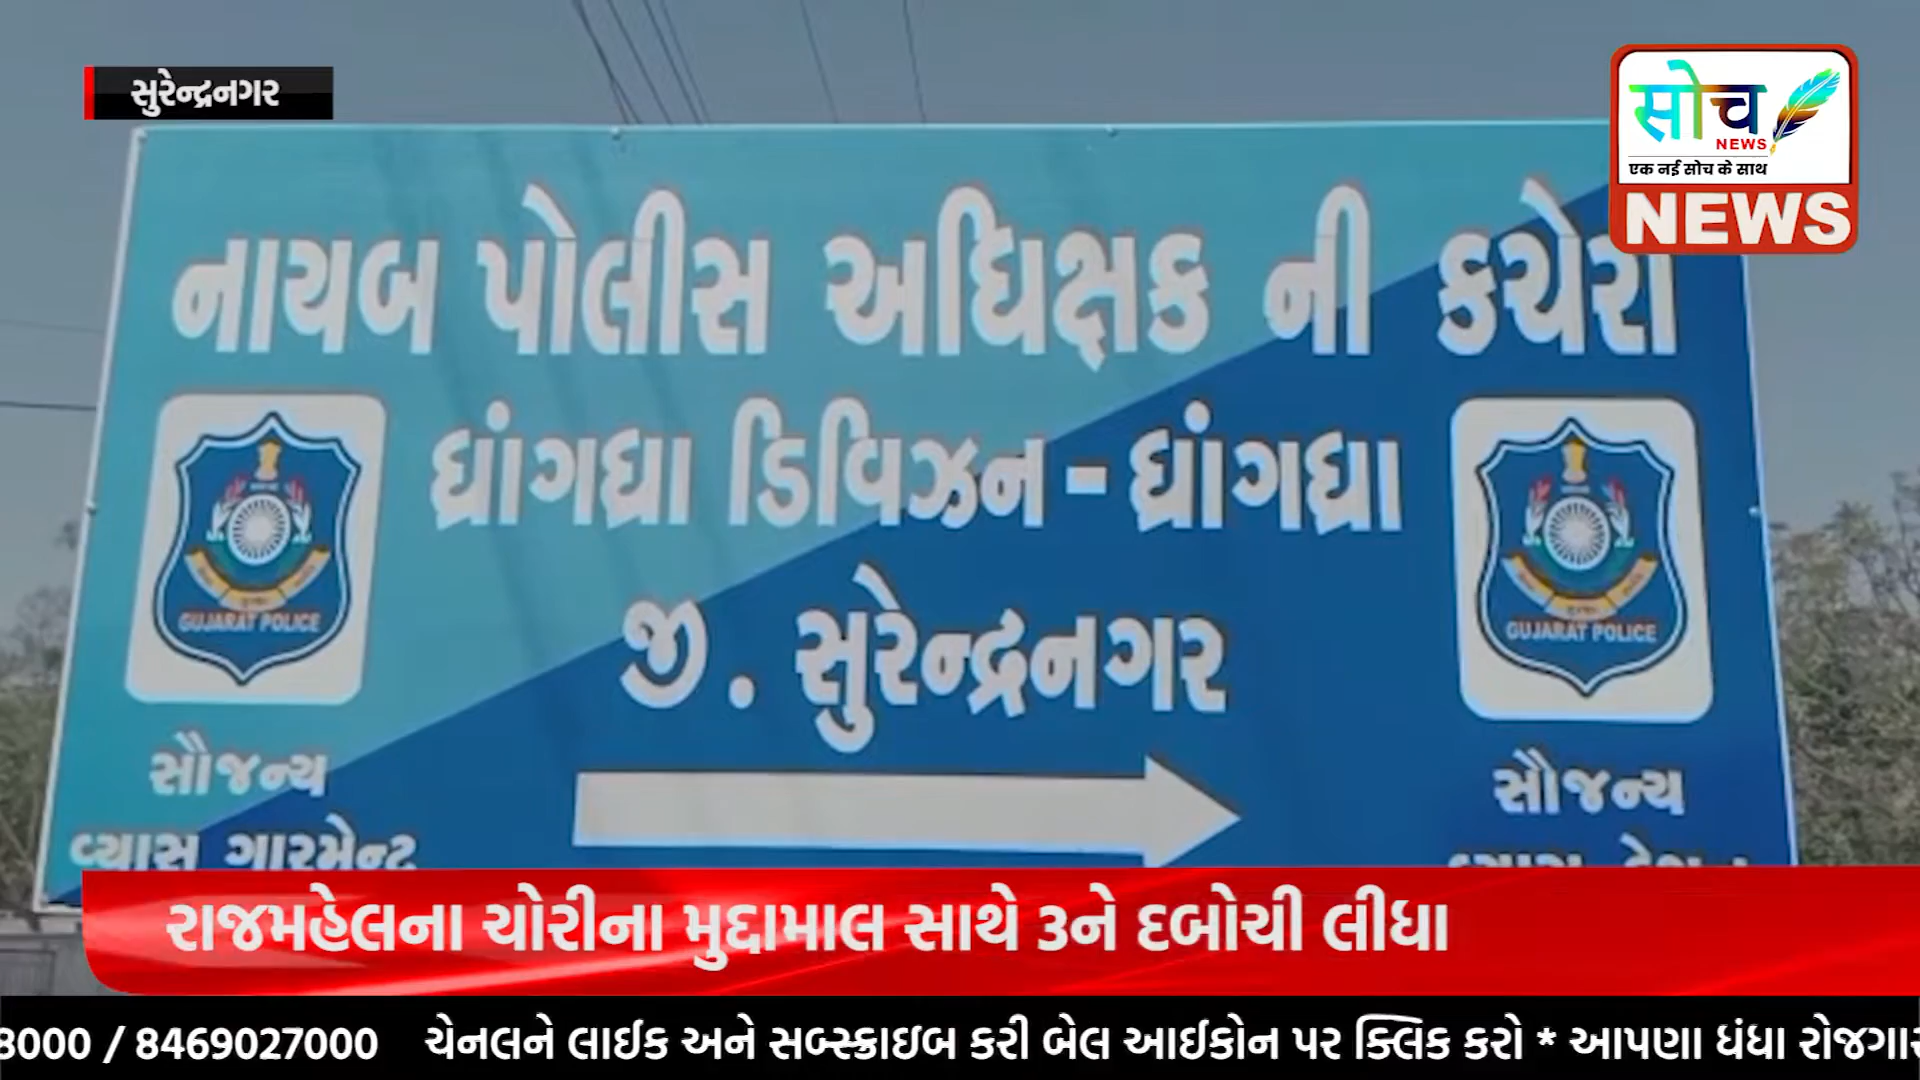 સુરેન્દ્રનગર
सोच
NEWS
एक नई सोच के साथ
NEWS
નાયબ પોલીસ અધિક્ષક ની કચેરી
ધ્રાંગધ્રા ડિવિઝન - ધ્રાંગધ્રા
જી. સુરેન્દ્રનગર
GUJARAT POLICE
GUJARAT POLICE
સૌજન્ય
વ્યાસ ગારમેન્ટ
સૌજન્ય
રાજમહેલના ચોરીના મુદ્દામાલ સાથે 3ને દબોચી લીધા
8000 / 8469027000 ચેનલને લાઈક અને સબ્સ્ક્રાઇબ કરી બેલ આઈકોન પર ક્લિક કરો * આપણા ધંધા રોજગાર